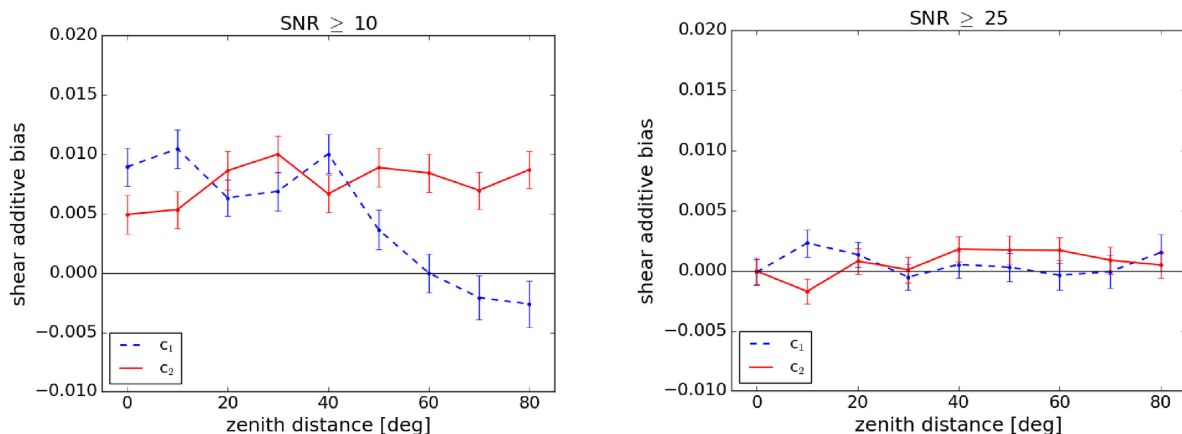 SNR ≥ 10
0.020
0.015
0.010
0.005
0.000
−0.005
−0.010
shear additive bias
c₁
c₂
0 20 40 60 80
zenith distance [deg]
SNR ≥ 25
0.020
0.015
0.010
0.005
0.000
−0.005
−0.010
shear additive bias
c₁
c₂
0 20 40 60 80
zenith distance [deg]